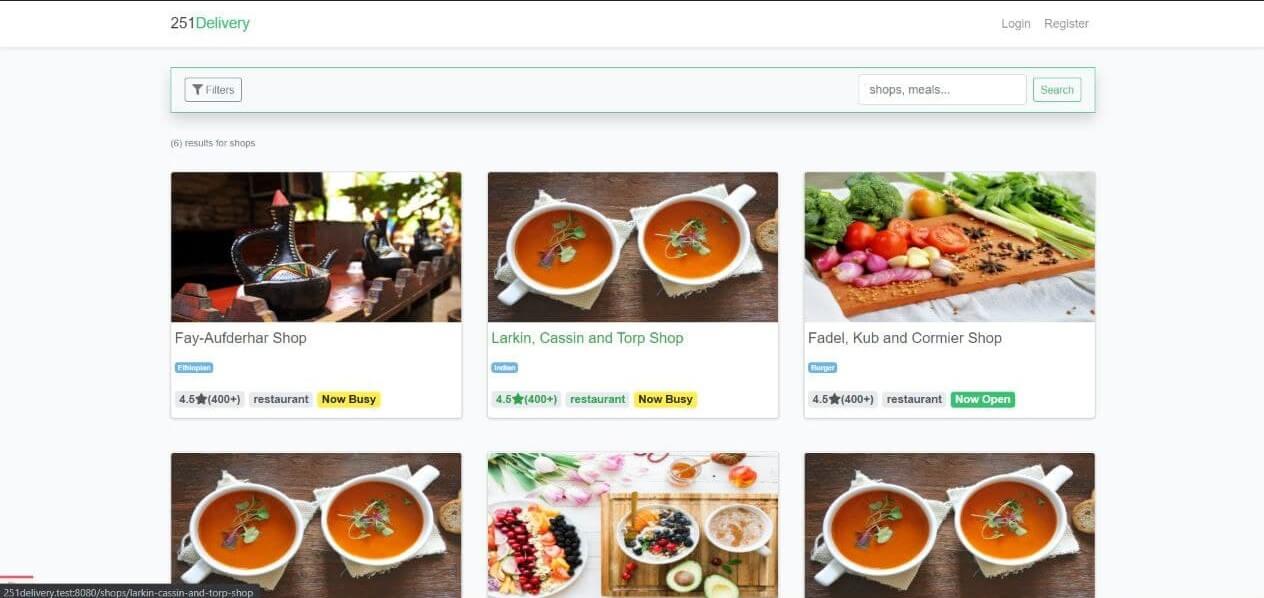 251Delivery
Login Register
Filters
shops, meals...
Search
(6) results for shops
Fay-Aufderhar Shop
Ethiopian
4.5(400+) restaurant Now Busy
Larkin, Cassin and Torp Shop
Indian
4.5(400+) restaurant Now Busy
Fadel, Kub and Cormier Shop
Burger
4.5(400+) restaurant Now Open
251delivery.test:8080/shops/larkin-cassin-and-torp-shop